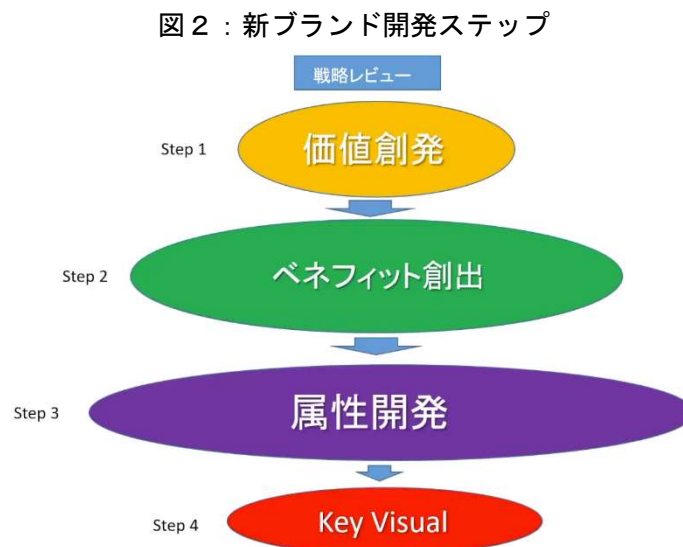 図２：新ブランド開発ステップ
戦略レビュー
Step 1
価値創発
Step 2
ベネフィット創出
Step 3
属性開発
Step 4
Key Visual